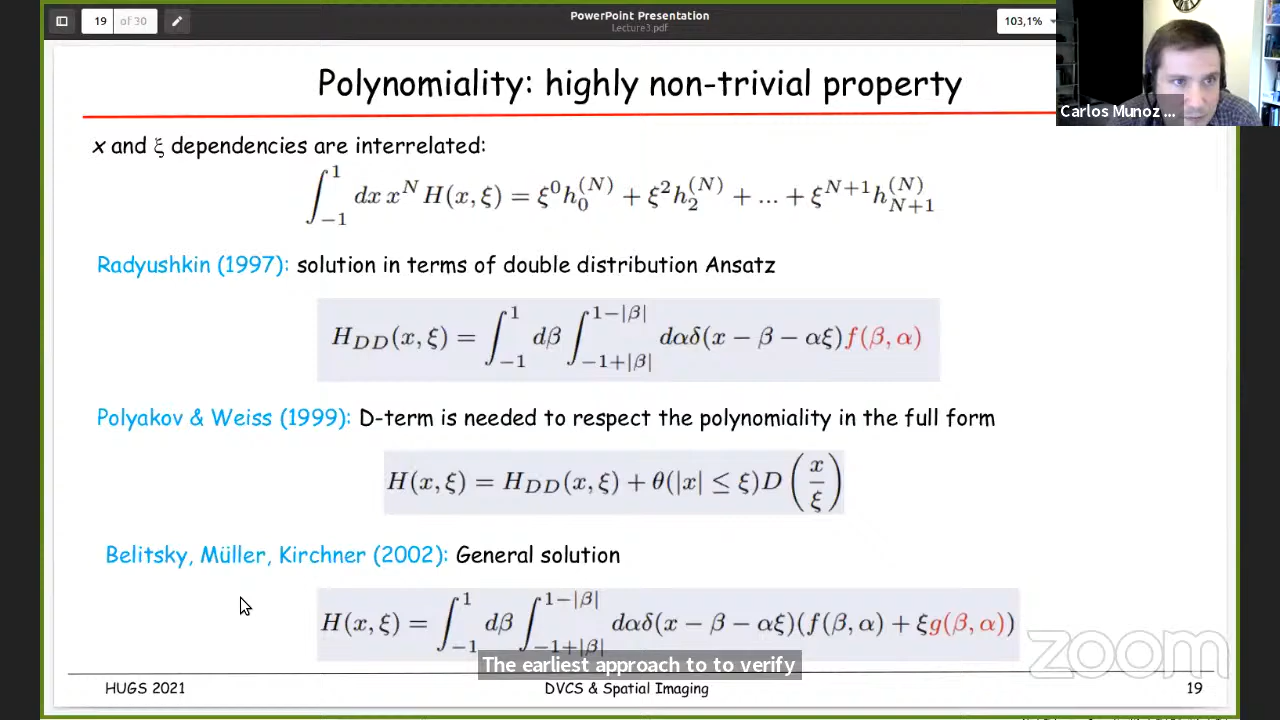 19 of 30
PowerPoint Presentation
Lecture3.pdf
103,1%
Carlos Munoz ...
Polynomiality: highly non-trivial property
x and ξ dependencies are interrelated:
∫_{-1}^{1} dx x^N H(x, ξ) = ξ^0 h_0^{(N)} + ξ^2 h_2^{(N)} + ... + ξ^{N+1} h_{N+1}^{(N)}
Radyushkin (1997): solution in terms of double distribution Ansatz
H_{DD}(x, ξ) = ∫_{-1}^{1} dβ ∫_{-1+|β|}^{1-|β|} dαδ(x − β − αξ)f(β, α)
Polyakov & Weiss (1999): D-term is needed to respect the polynomiality in the full form
H(x, ξ) = H_{DD}(x, ξ) + θ(|x| ≤ ξ)D(x/ξ)
Belitsky, Müller, Kirchner (2002): General solution
H(x, ξ) = ∫_{-1}^{1} dβ ∫_{-1+|β|}^{1-|β|} dαδ(x − β − αξ)(f(β, α) + ξg(β, α))
The earliest approach to to verify
zoom
HUGS 2021
DVCS & Spatial Imaging
19